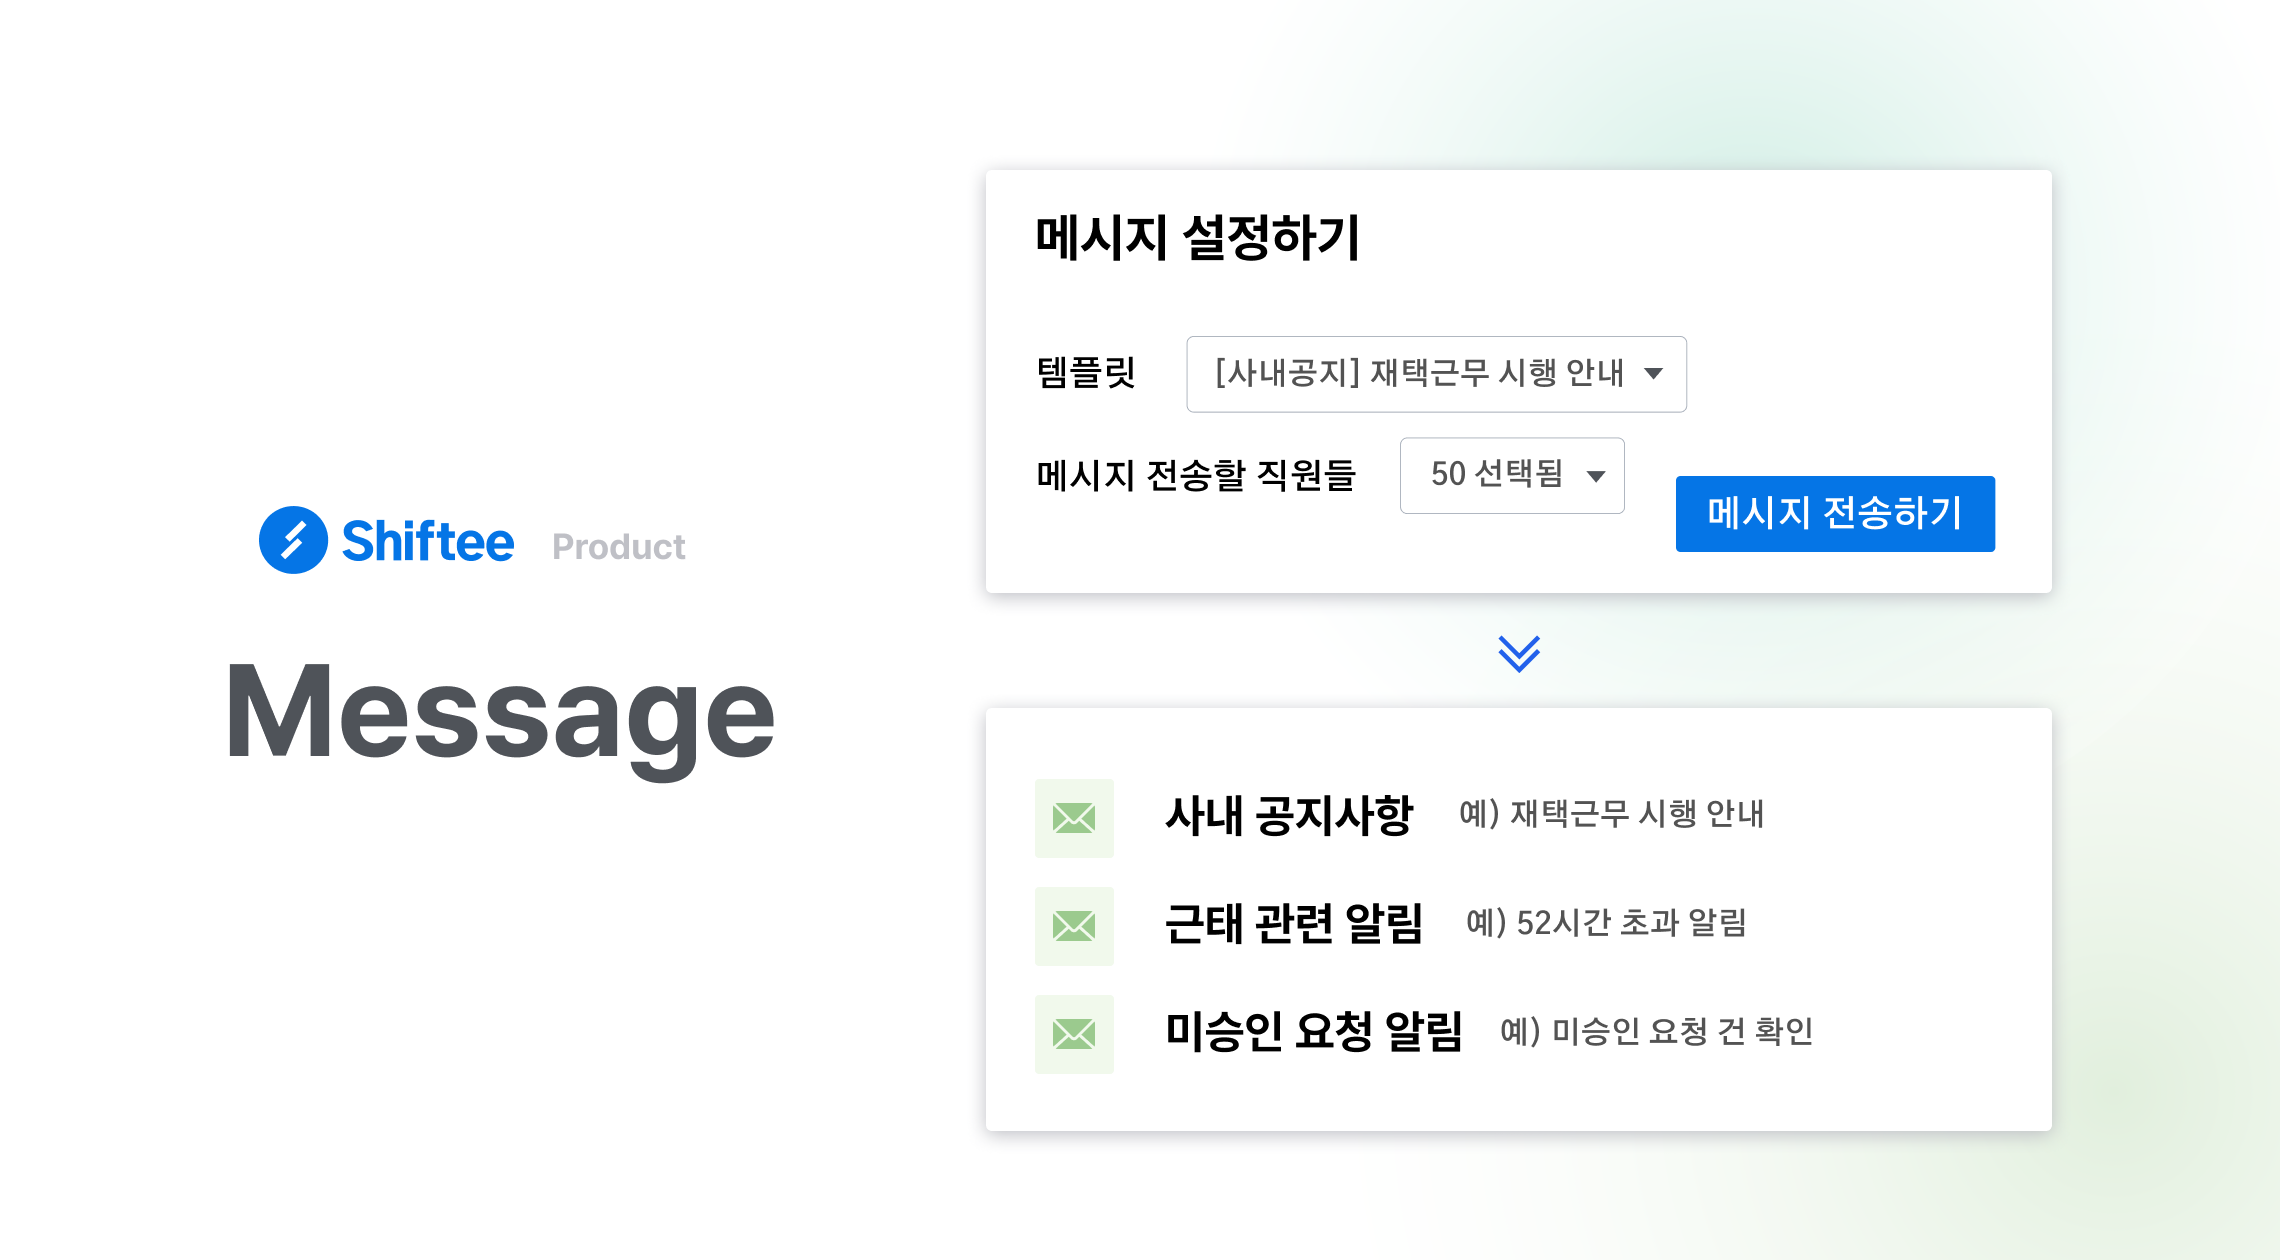 Shiftee Product
Message
메시지 설정하기
템플릿 [사내공지] 재택근무 시행 안내
메시지 전송할 직원들 50 선택됨
메시지 전송하기
사내 공지사항 예) 재택근무 시행 안내
근태 관련 알림 예) 52시간 초과 알림
미승인 요청 알림 예) 미승인 요청 건 확인